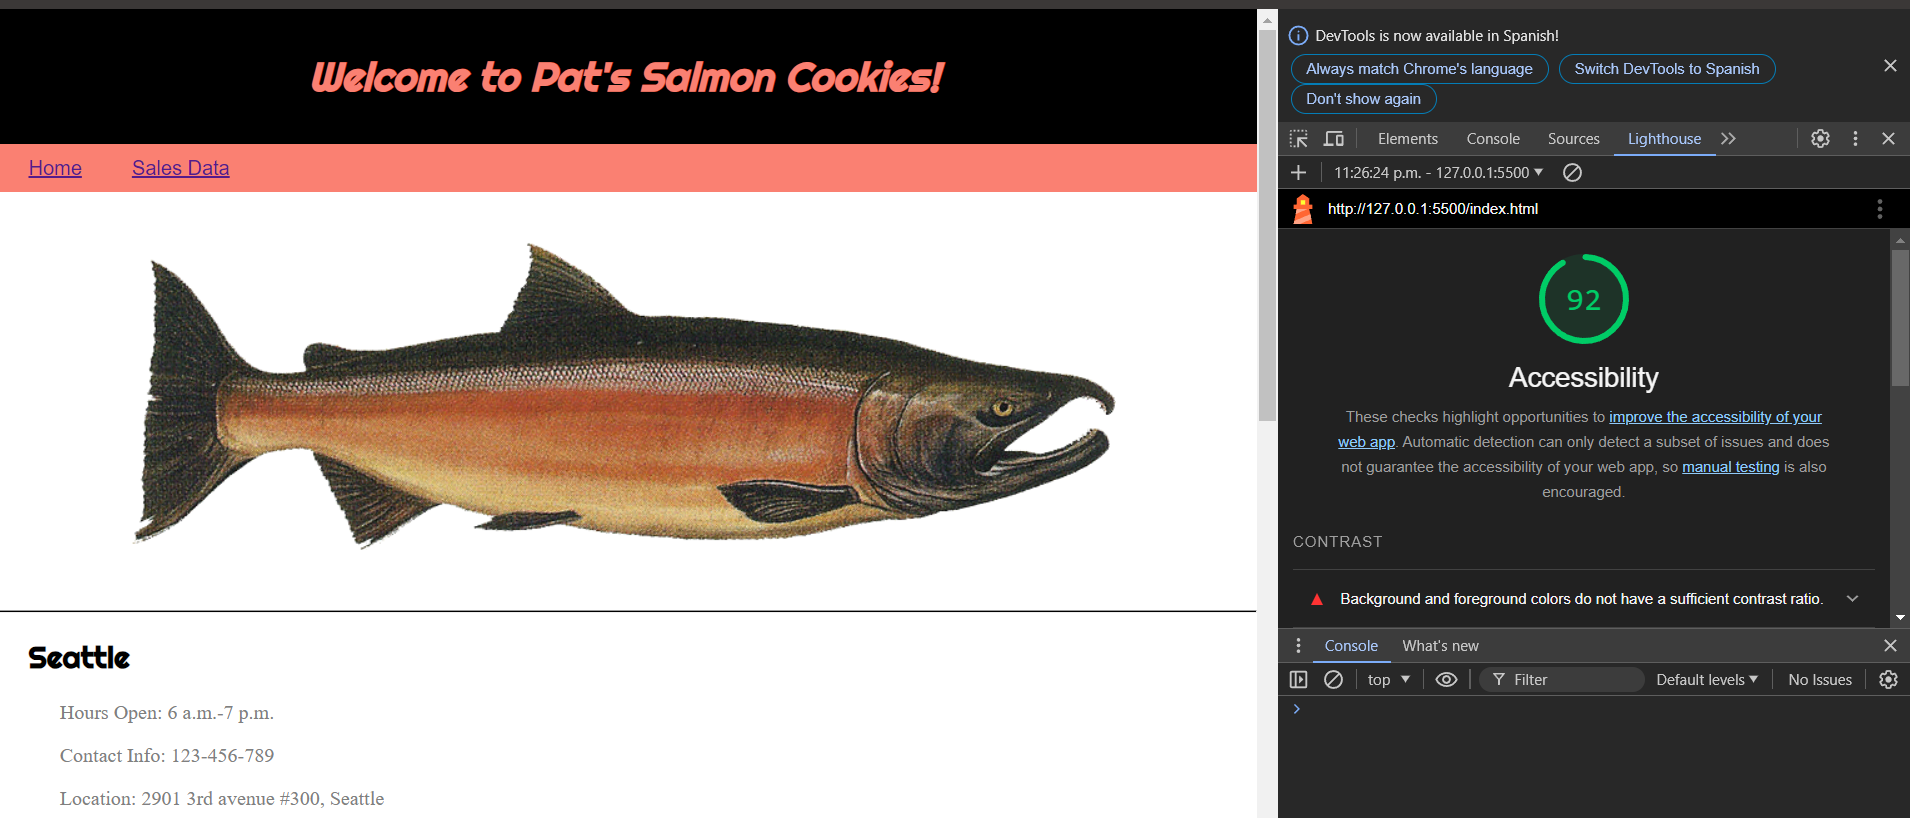 Welcome to Pat's Salmon Cookies!
Home Sales Data
Seattle
Hours Open: 6 a.m.-7 p.m.
Contact Info: 123-456-789
Location: 2901 3rd avenue #300, Seattle
DevTools is now available in Spanish!
Always match Chrome's language Switch DevTools to Spanish
Don't show again
Elements Console Sources Lighthouse
11:26:24 p.m. - 127.0.0.1:5500
http://127.0.0.1:5500/index.html
92
Accessibility
These checks highlight opportunities to improve the accessibility of your
web app. Automatic detection can only detect a subset of issues and does
not guarantee the accessibility of your web app, so manual testing is also
encouraged.
CONTRAST
Background and foreground colors do not have a sufficient contrast ratio.
Console What's new
top Filter Default levels No Issues